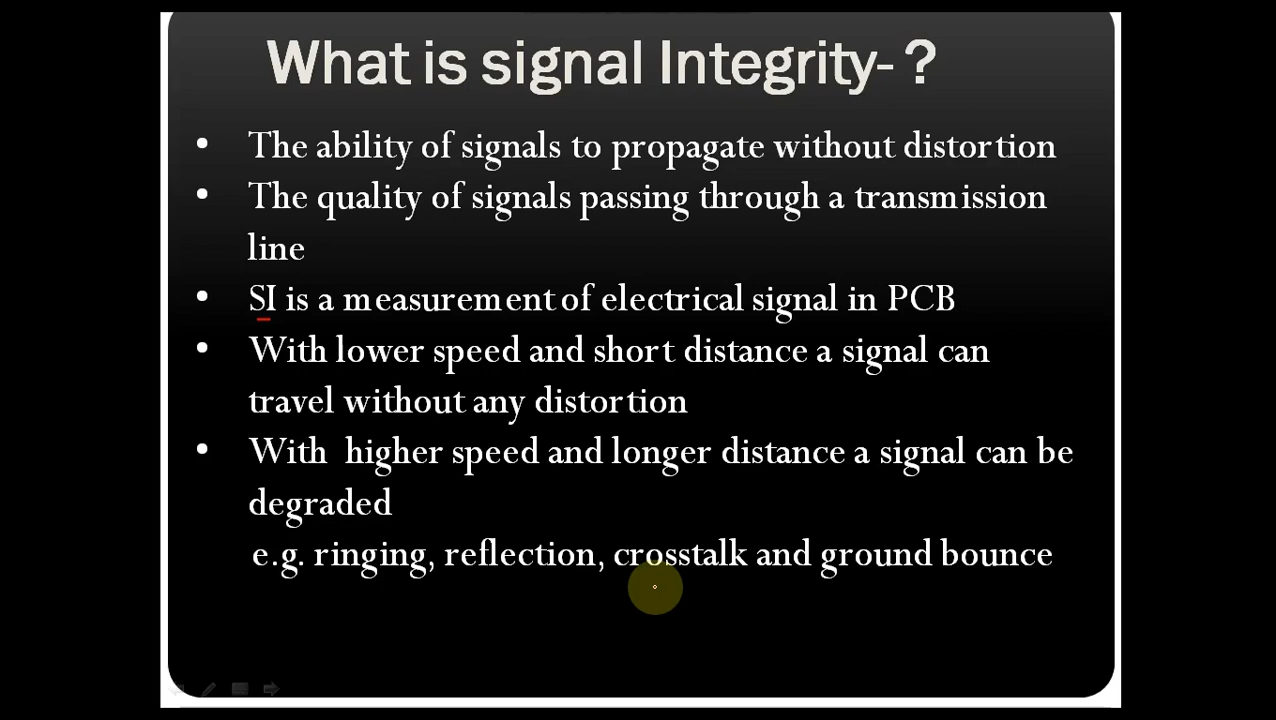 What is signal Integrity- ?
• The ability of signals to propagate without distortion
• The quality of signals passing through a transmission
line
• SI is a measurement of electrical signal in PCB
• With lower speed and short distance a signal can
travel without any distortion
• With higher speed and longer distance a signal can be
degraded
e.g. ringing, reflection, crosstalk and ground bounce